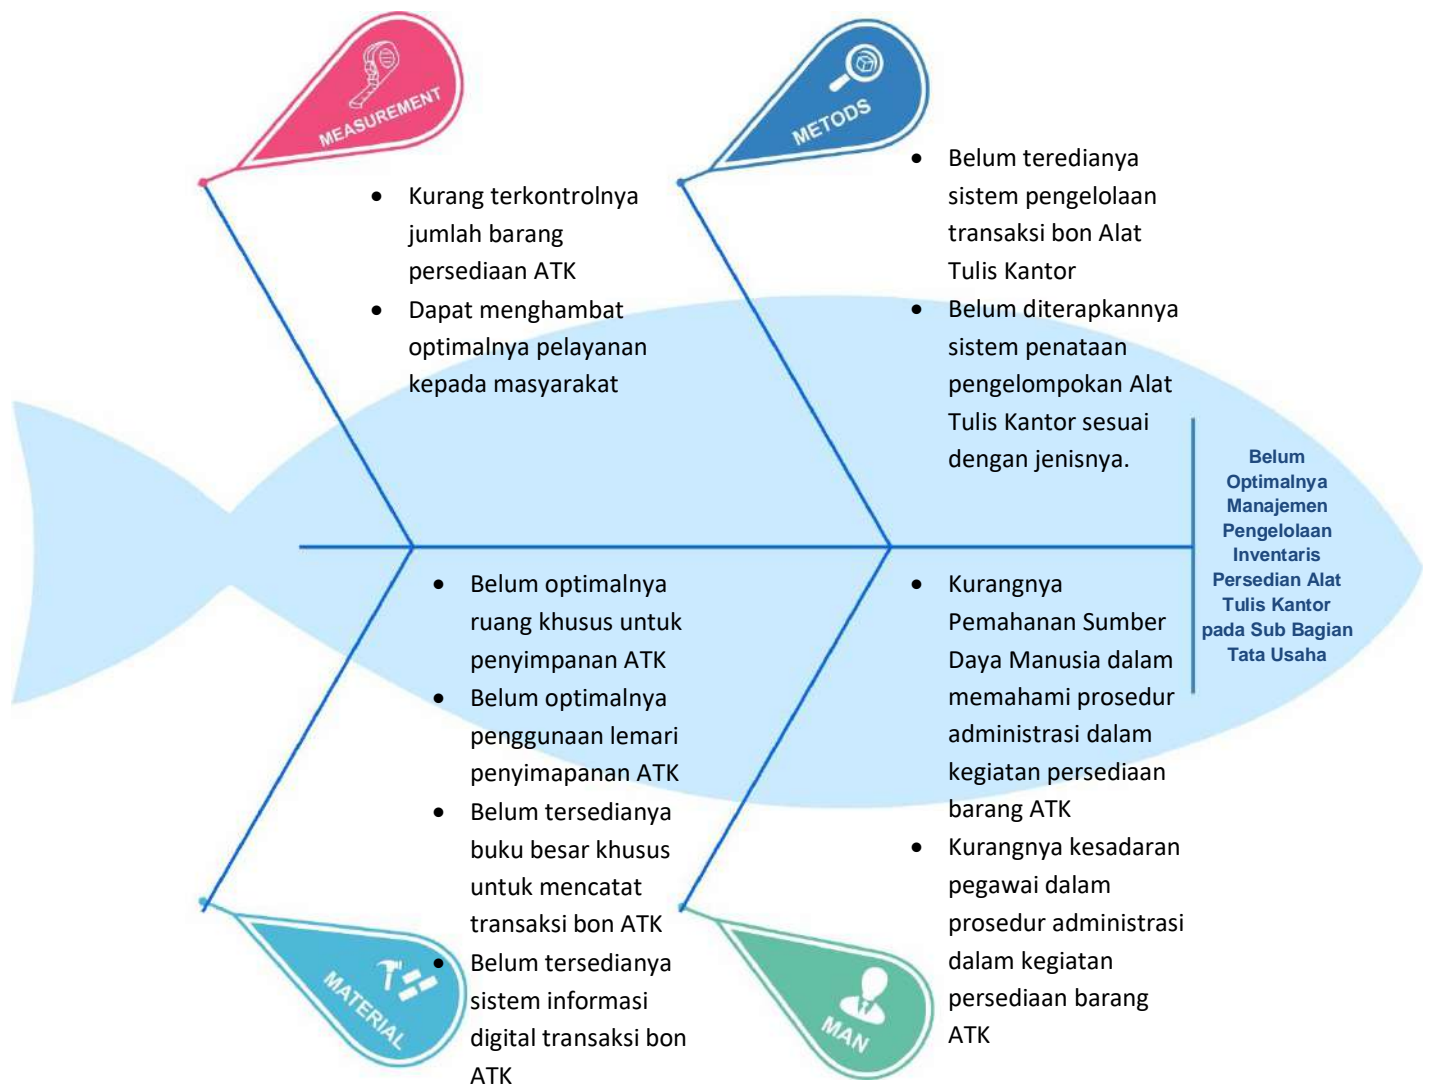 MEASUREMENT
• Kurang terkontrolnya
jumlah barang
persediaan ATK
• Dapat menghambat
optimalnya pelayanan
kepada masyarakat
METODS
• Belum teredianya
sistem pengelolaan
transaksi bon Alat
Tulis Kantor
• Belum diterapkannya
sistem penataan
pengelompokan Alat
Tulis Kantor sesuai
dengan jenisnya.
Belum
Optimalnya
Manajemen
Pengelolaan
Inventaris
Persedian Alat
Tulis Kantor
pada Sub Bagian
Tata Usaha
• Belum optimalnya
ruang khusus untuk
penyimpanan ATK
• Belum optimalnya
penggunaan lemari
penyimapanan ATK
• Belum tersedianya
buku besar khusus
untuk mencatat
transaksi bon ATK
• Belum tersedianya
sistem informasi
digital transaksi bon
ATK
MATERIAL
• Kurangnya
Pemahanan Sumber
Daya Manusia dalam
memahami prosedur
administrasi dalam
kegiatan persediaan
barang ATK
• Kurangnya kesadaran
pegawai dalam
prosedur administrasi
dalam kegiatan
persediaan barang
ATK
MAN